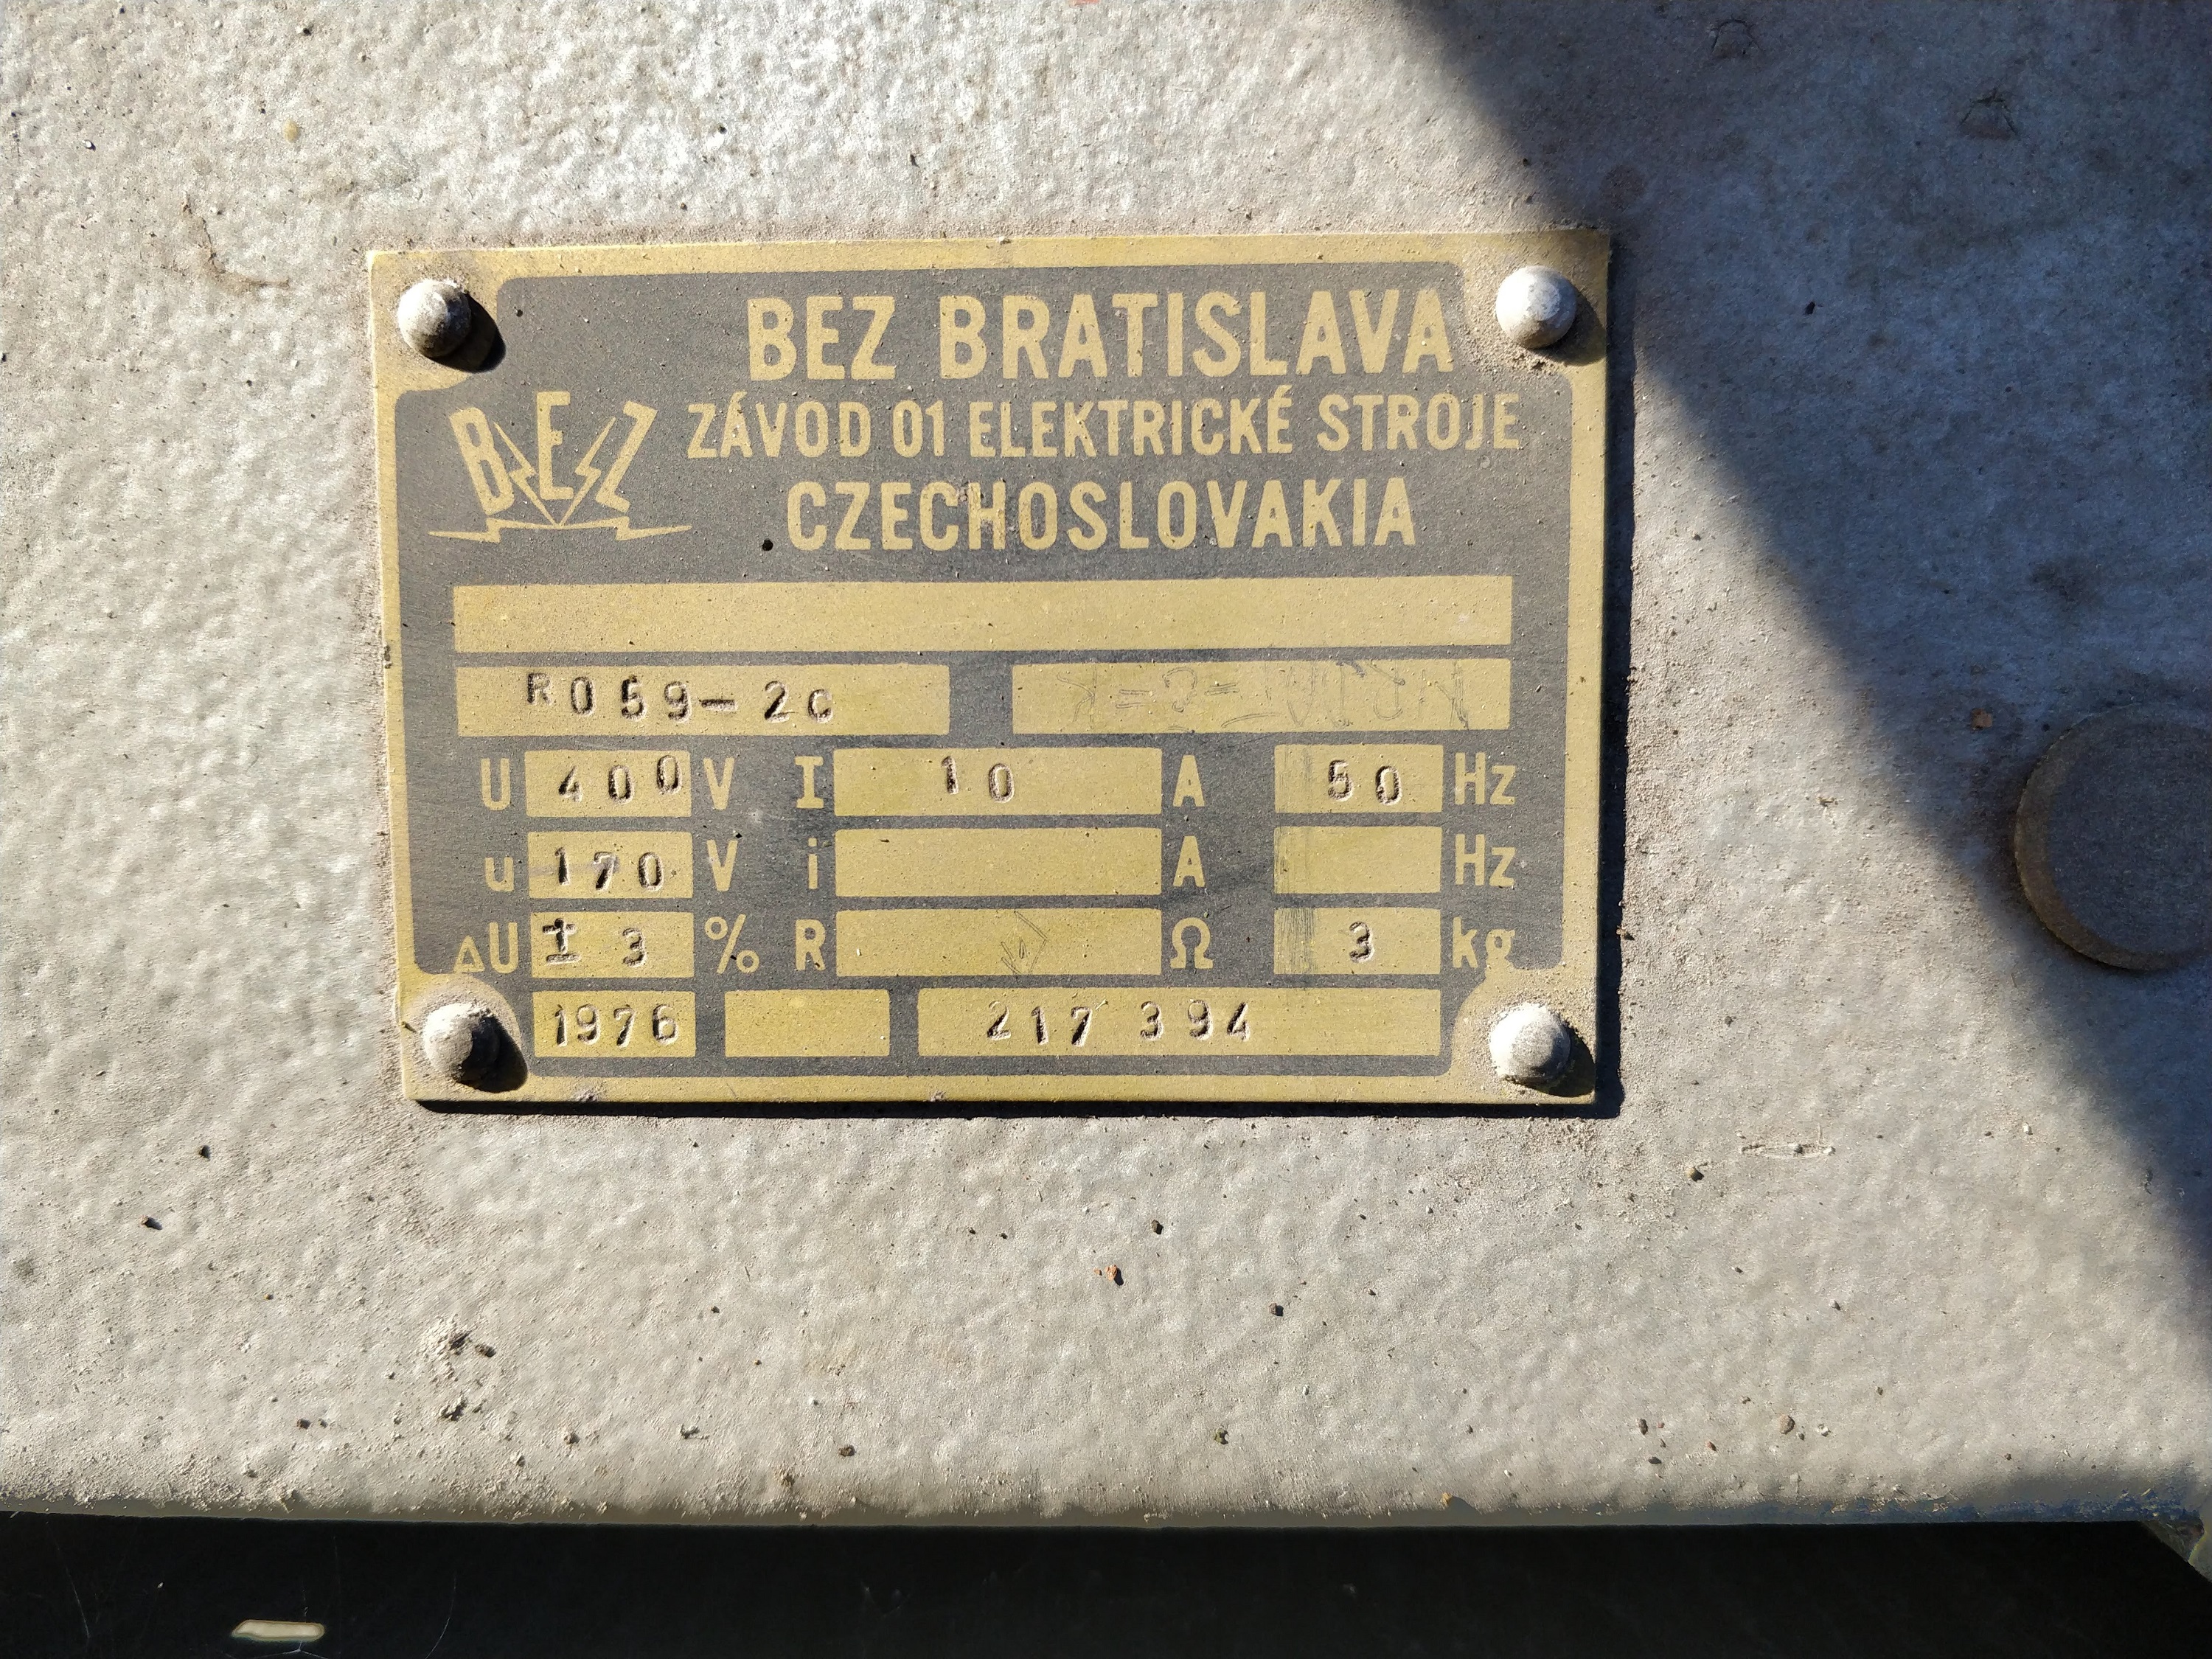 BEZ BRATISLAVA
BEZ ZÁVOD 01 ELEKTRICKÉ STROJE
CZECHOSLOVAKIA
R059-2c
U 400 V I 10 A 50 Hz
u 170 V i A Hz
△U ± 3 % R Ω 3 kg
1976 217 394